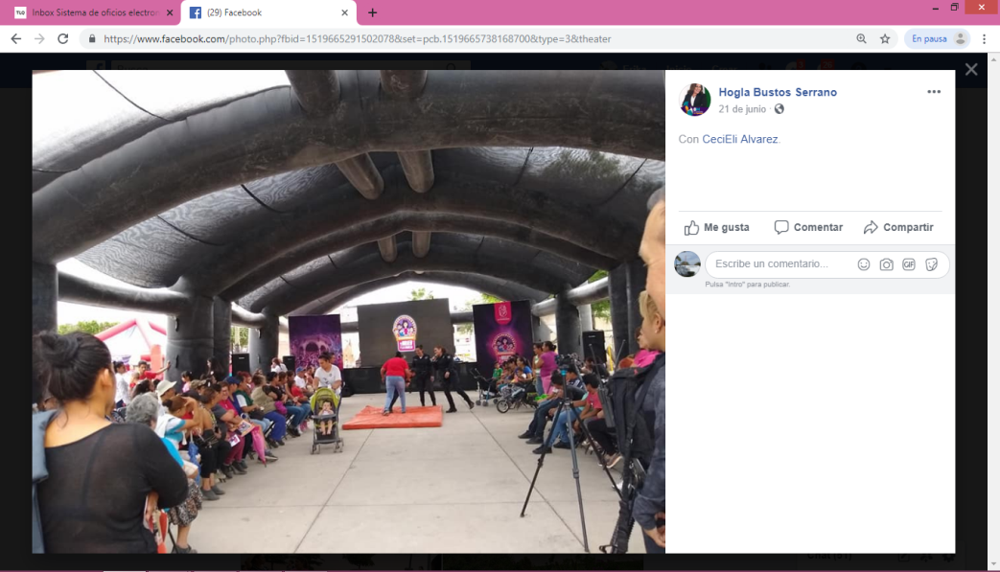 TLQ Inbox Sistema de oficios electron
(29) Facebook
https://www.facebook.com/photo.php?fbid=1519665291502078&set=pcb.1519665738168700&type=3&theater
En pausa
Hogla Bustos Serrano
21 de junio
Con CeciEli Alvarez.
Me gusta Comentar Compartir
Escribe un comentario...
GIF
Pulsa "Intro" para publicar.